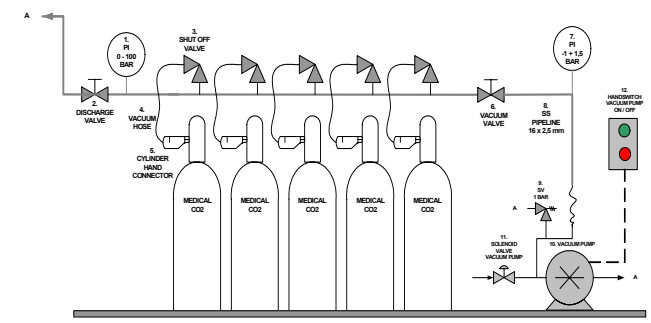 A
1.
PI
0 - 100
BAR
2.
DISCHARGE
VALVE
3.
SHUT OFF
VALVE
4.
VACUUM
HOSE
5.
CYLINDER
HAND
CONNECTOR
MEDICAL
CO2
MEDICAL
CO2
MEDICAL
CO2
MEDICAL
CO2
MEDICAL
CO2
6.
VACUUM
VALVE
7.
PI
-1 + 1,5
BAR
8.
SS
PIPELINE
16 x 2,5 mm
9.
SV
1 BAR
A
10. VACUUM PUMP
A
11.
SOLENOID
VALVE
VACUUM PUMP
12.
HANDSWITCH
VACUUM PUMP
ON / OFF